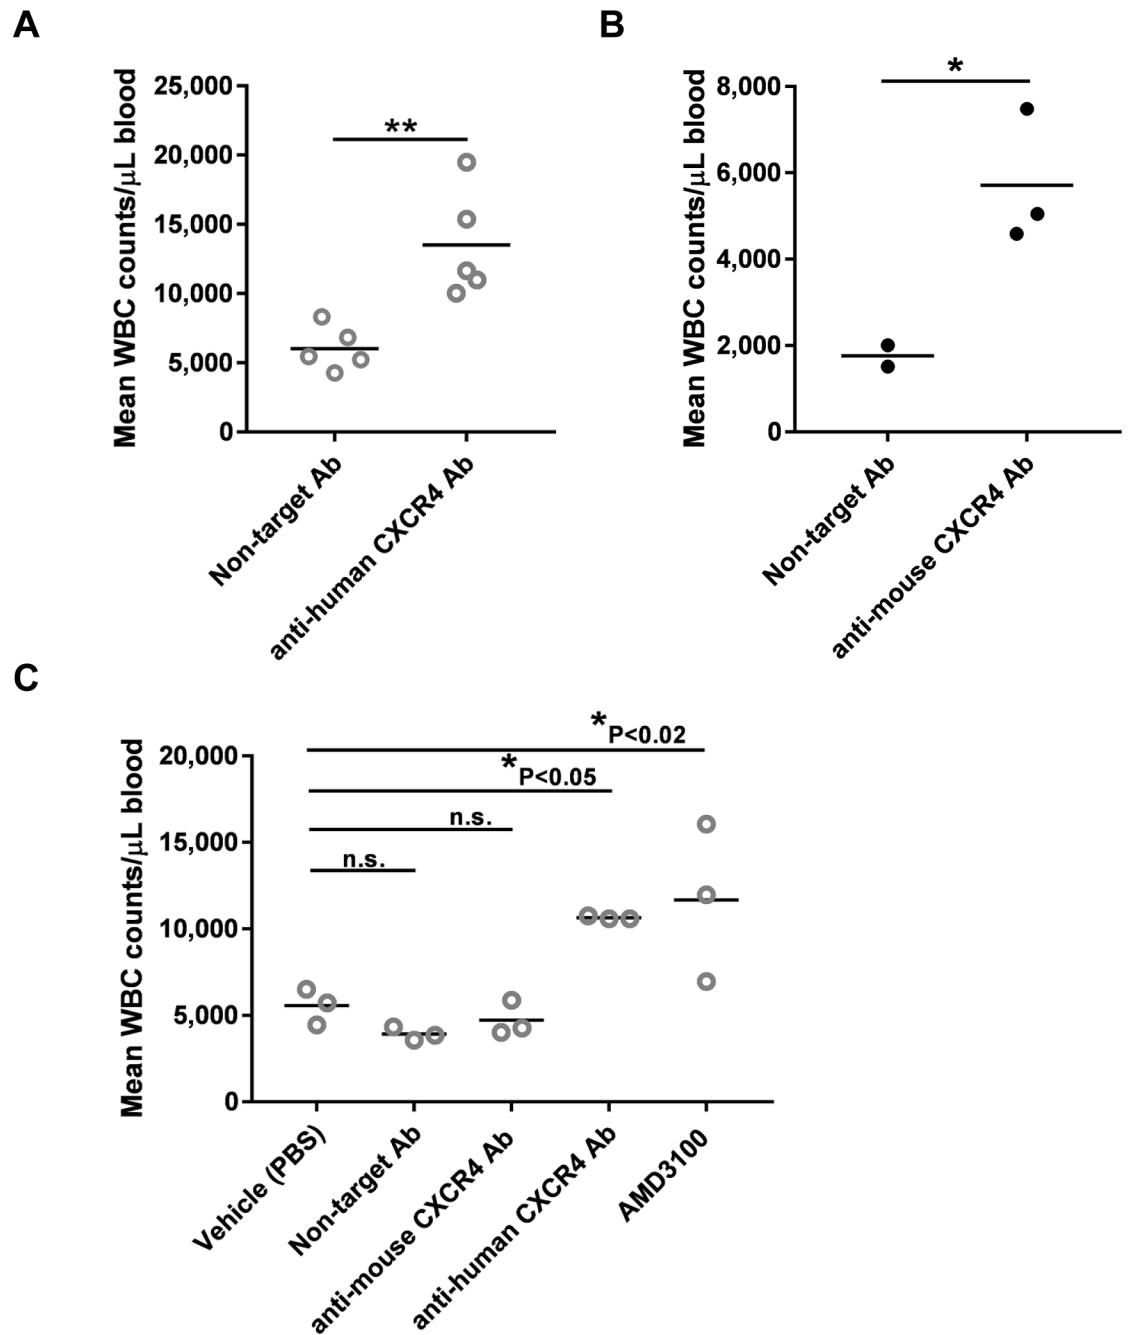 A
Mean WBC counts/μL blood
25,000
20,000
15,000
10,000
5,000
0
**
Non-target Ab
anti-human CXCR4 Ab
B
Mean WBC counts/μL blood
8,000
6,000
4,000
2,000
0
*
Non-target Ab
anti-mouse CXCR4 Ab
C
Mean WBC counts/μL blood
20,000
15,000
10,000
5,000
0
*P<0.02
*P<0.05
n.s.
n.s.
Vehicle (PBS)
Non-target Ab
anti-mouse CXCR4 Ab
anti-human CXCR4 Ab
AMD3100